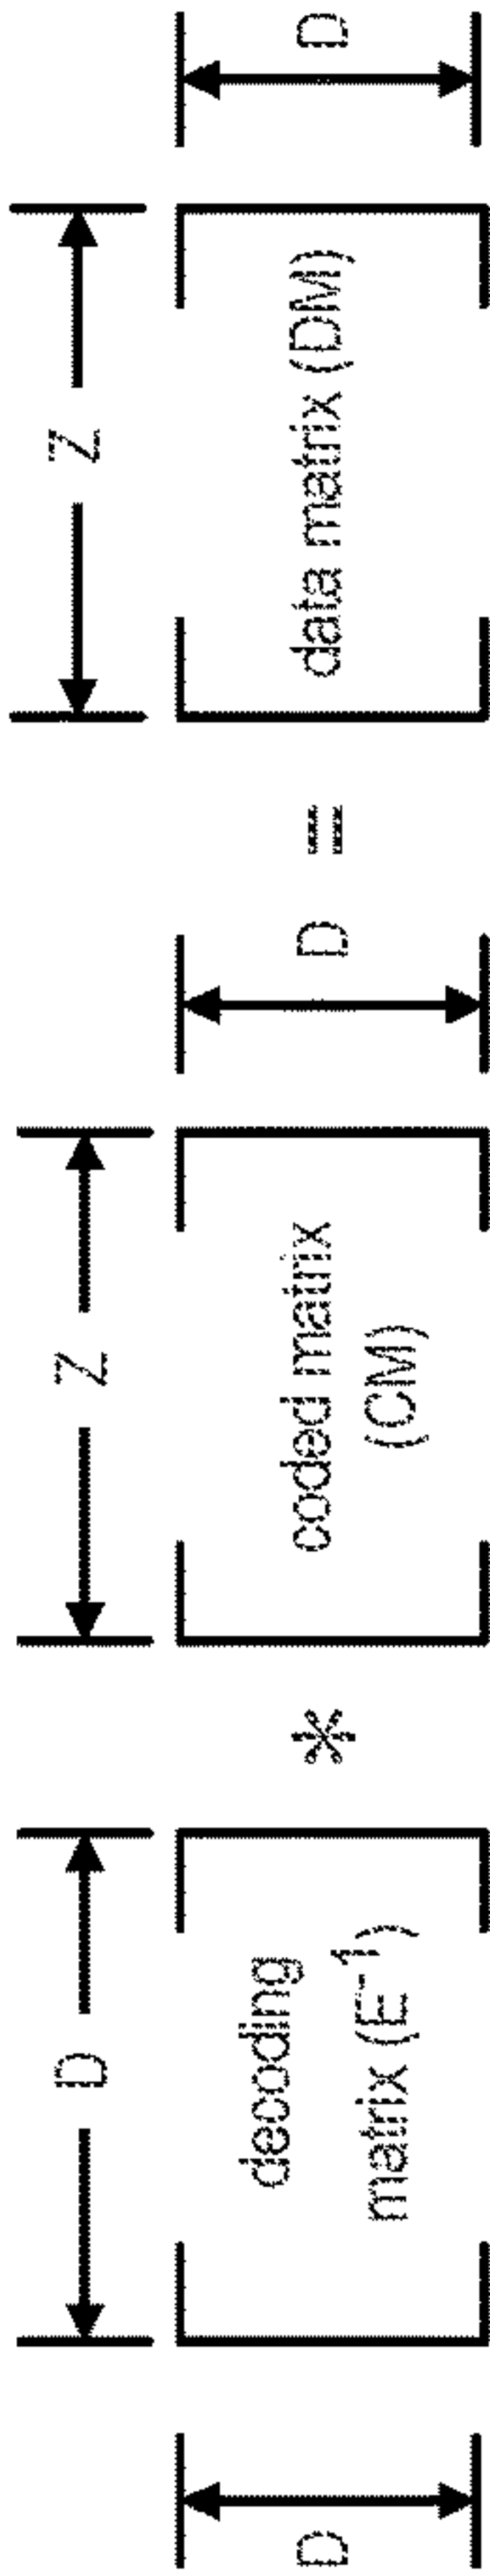 D
Z
Z
D
decoding
matrix (E⁻¹)
*
coded matrix
(CM)
D
=
data matrix (DM)
D